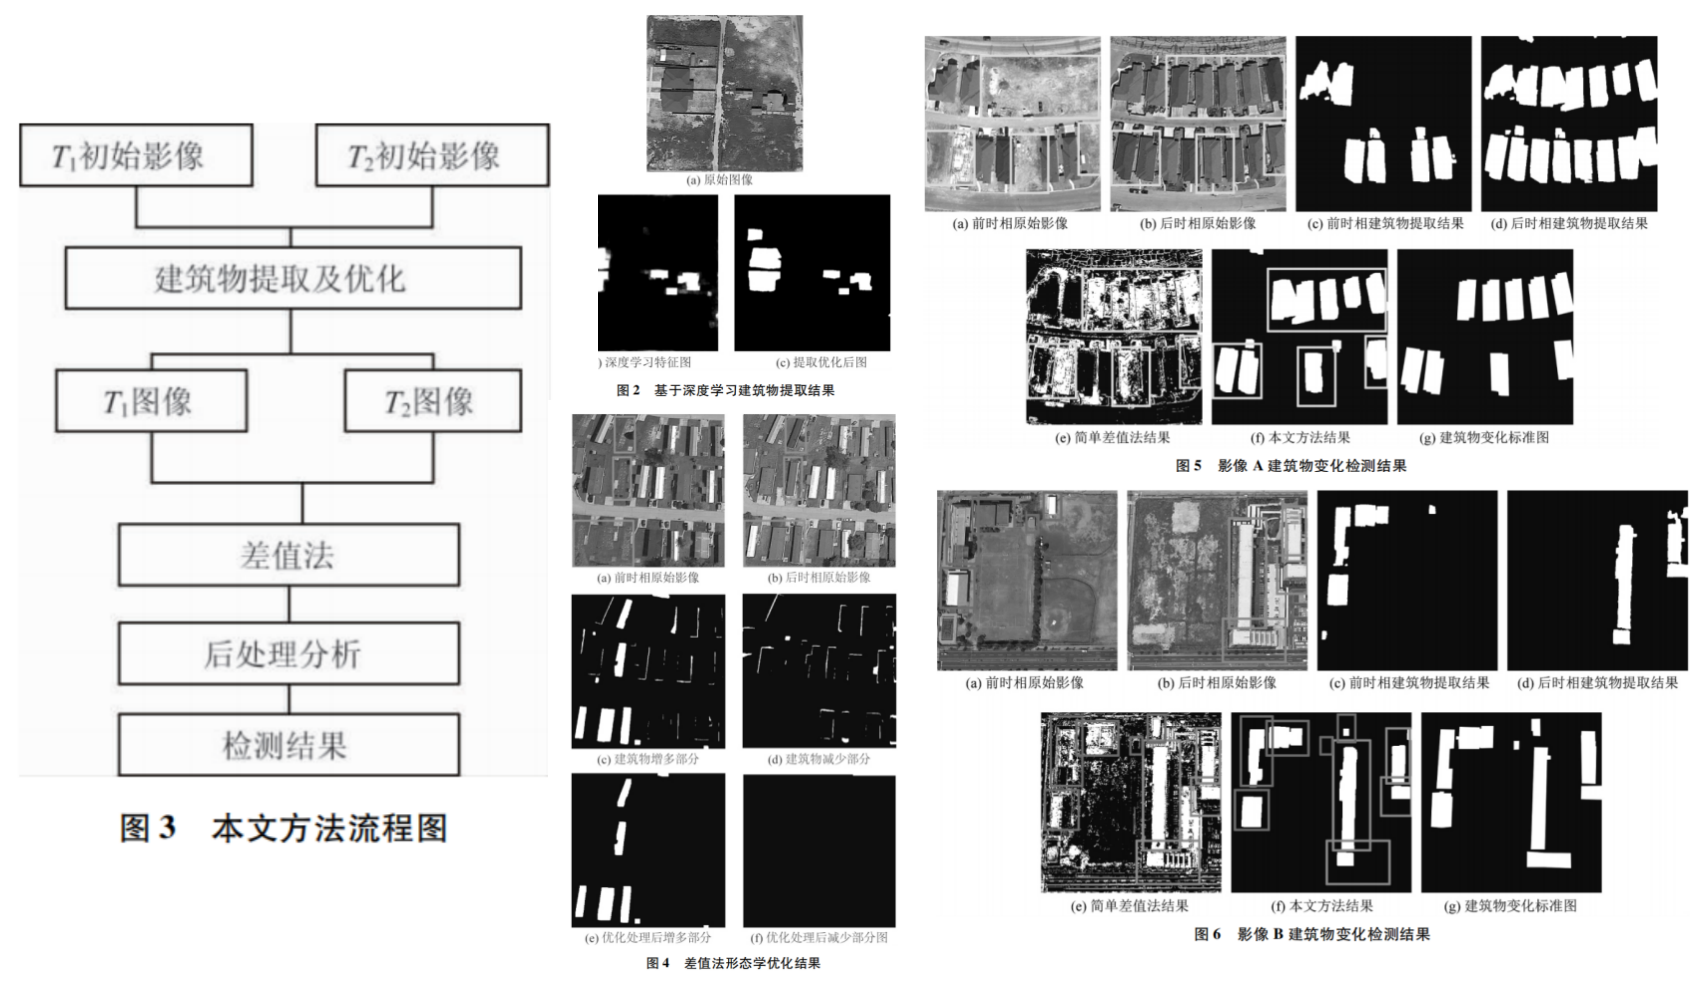 T₁初始影像
T₂初始影像
建筑物提取及优化
T₁图像
T₂图像
差值法
后处理分析
检测结果
图 3 本文方法流程图
(a) 原始图像
) 深度学习特征图
(c) 提取优化后图
图 2 基于深度学习建筑物提取结果
(a) 前时相原始影像
(b) 后时相原始影像
(c) 建筑物增多部分
(d) 建筑物减少部分
(e) 优化处理后增多部分
(f) 优化处理后减少部分图
图 4 差值法形态学优化结果
(a) 前时相原始影像
(b) 后时相原始影像
(c) 前时相建筑物提取结果
(d) 后时相建筑物提取结果
(e) 简单差值法结果
(f) 本文方法结果
(g) 建筑物变化标准图
图 5 影像 A 建筑物变化检测结果
(a) 前时相原始影像
(b) 后时相原始影像
(c) 前时相建筑物提取结果
(d) 后时相建筑物提取结果
(e) 简单差值法结果
(f) 本文方法结果
(g) 建筑物变化标准图
图 6 影像 B 建筑物变化检测结果